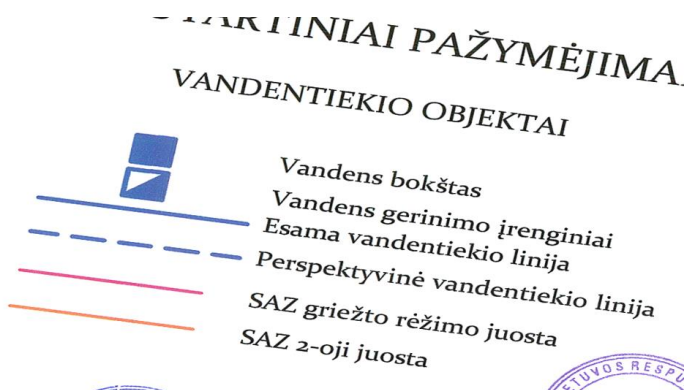 PAŽYMĖJIMA
VANDENTIEKIO OBJEKTAI
Vandens bokštas
Vandens gerinimo įrenginiai
Esama vandentiekio linija
Perspektyvinė vandentiekio linija
SAZ griežto rėžimo juosta
SAZ 2-oji juosta